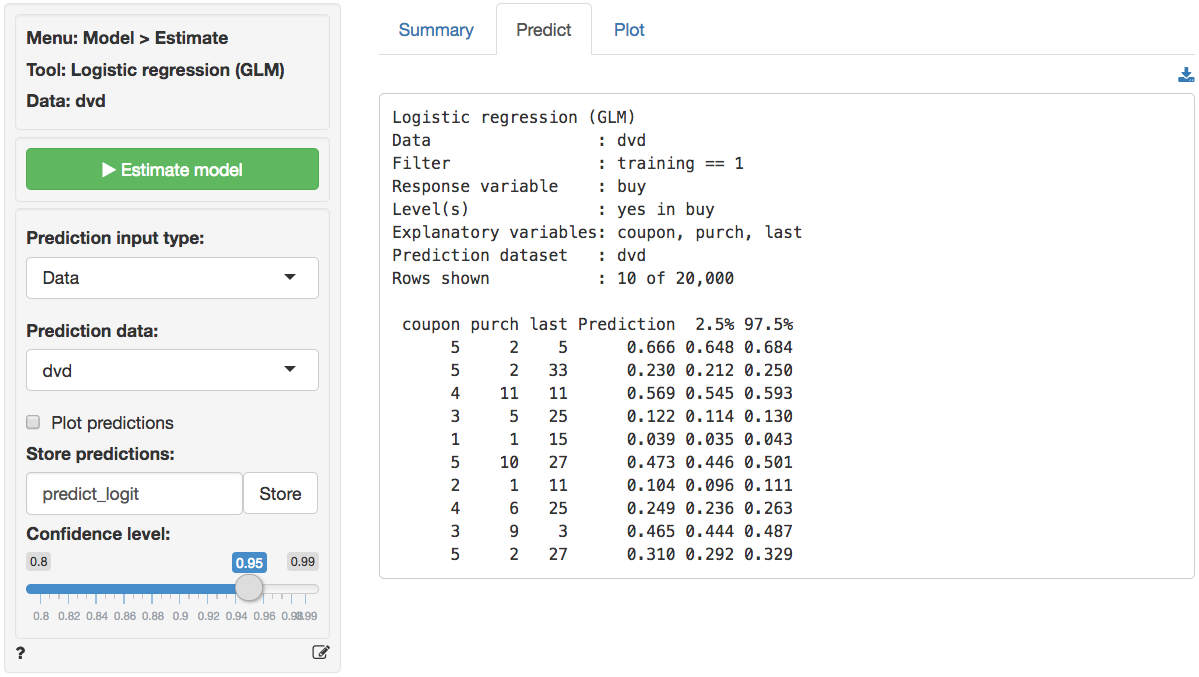 Menu: Model > Estimate
Tool: Logistic regression (GLM)
Data: dvd
Estimate model
Prediction input type:
Data
Prediction data:
dvd
Plot predictions
Store predictions:
predict_logit Store
Confidence level:
0.8 0.95 0.99
0.8 0.82 0.84 0.86 0.88 0.9 0.92 0.94 0.96 0.98 0.99
?
Summary Predict Plot
Logistic regression (GLM)
Data : dvd
Filter : training == 1
Response variable : buy
Level(s) : yes in buy
Explanatory variables: coupon, purch, last
Prediction dataset : dvd
Rows shown : 10 of 20,000
coupon purch last Prediction 2.5% 97.5%
5 2 5 0.666 0.648 0.684
5 2 33 0.230 0.212 0.250
4 11 11 0.569 0.545 0.593
3 5 25 0.122 0.114 0.130
1 1 15 0.039 0.035 0.043
5 10 27 0.473 0.446 0.501
2 1 11 0.104 0.096 0.111
4 6 25 0.249 0.236 0.263
3 9 3 0.465 0.444 0.487
5 2 27 0.310 0.292 0.329